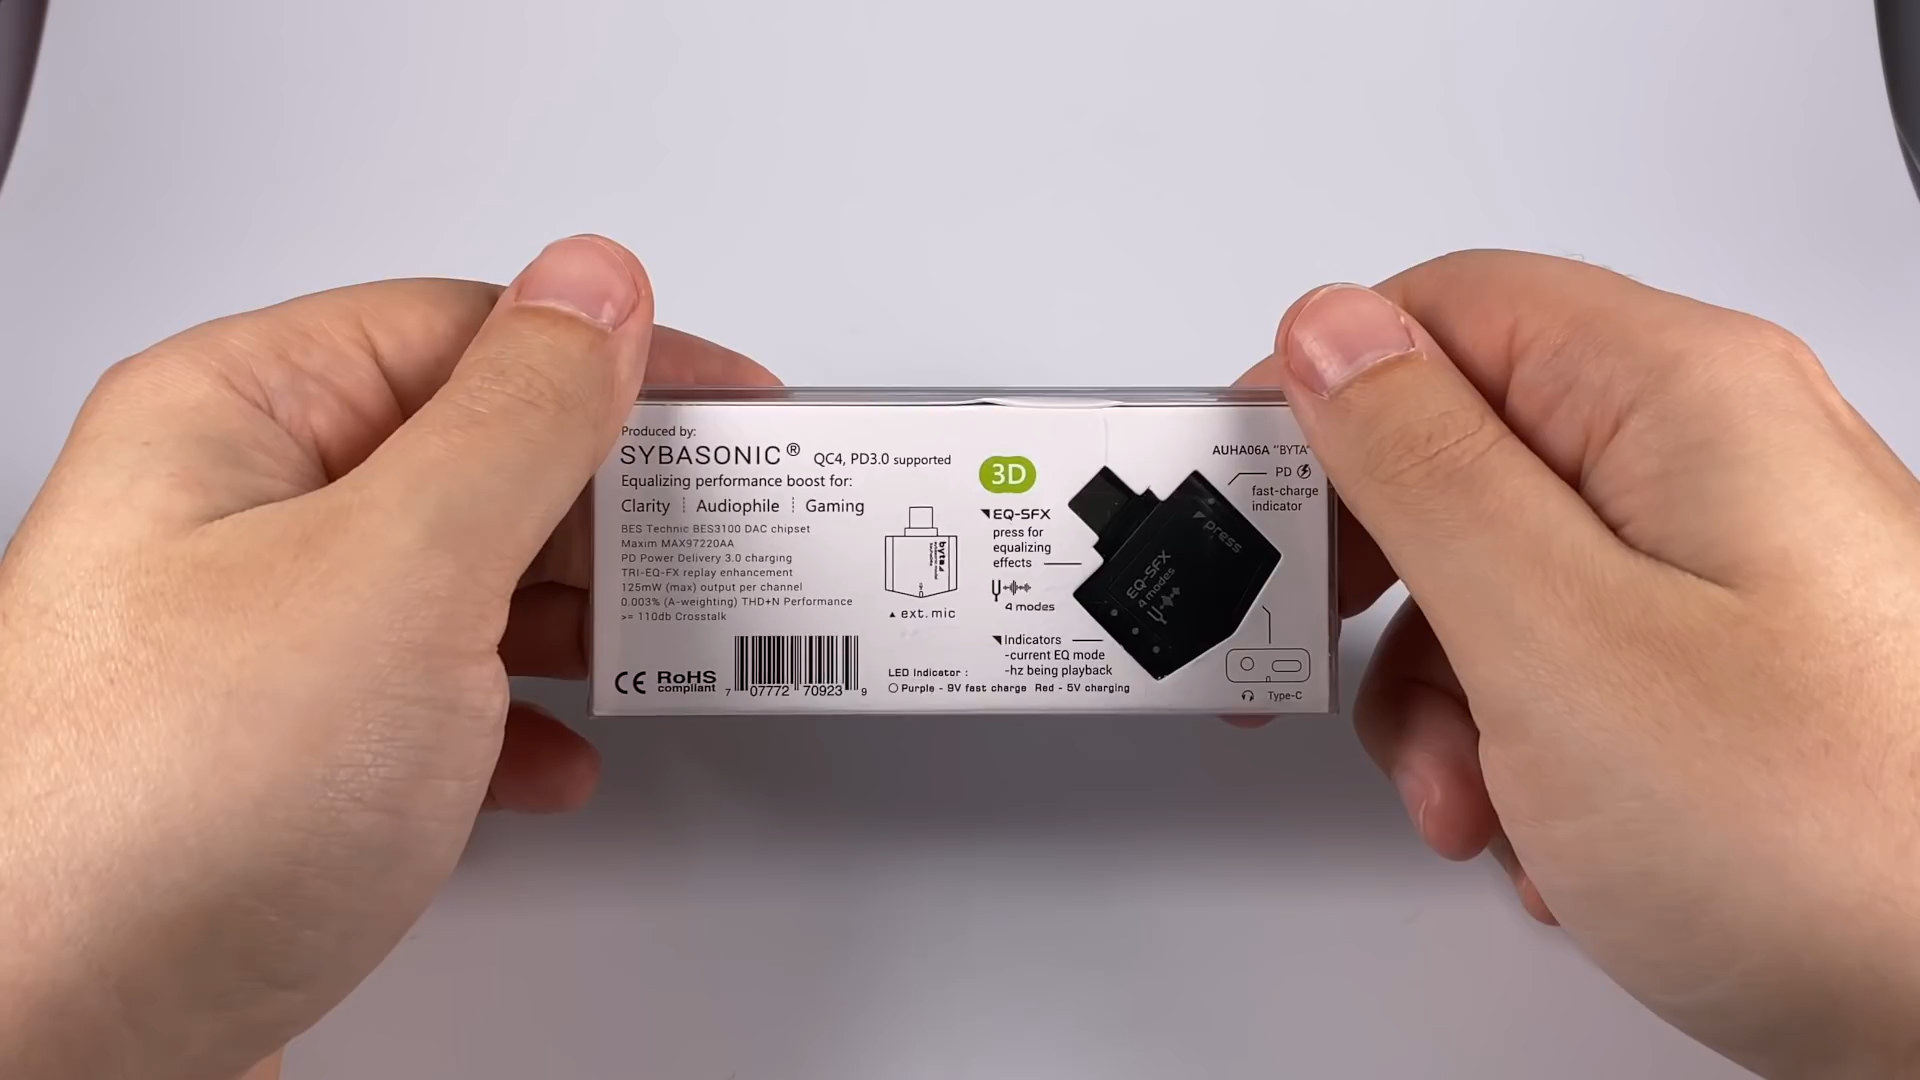 Produced by:
SYBASONIC® QC4, PD3.0 supported
Equalizing performance boost for:
Clarity Audiophile Gaming
BES Technic BES3100 DAC chipset
Maxim MAX97220AA
PD Power Delivery 3.0 charging
TRI-EQ-FX replay enhancement
125mW (max) output per channel
0.003% (A-weighting) THD+N Performance
>= 110db Crosstalk
CE RoHS
compliant
7 07772 70923 9
byta
ext. mic
3D
EQ-SFX
press for
equalizing
effects
4 modes
Indicators
-current EQ mode
-hz being playback
LED Indicator :
Purple - 9V fast charge Red - 5V charging
press
EQ-SFX
4 modes
AUHA06A "BYTA"
PD
fast-charge
indicator
Type-C